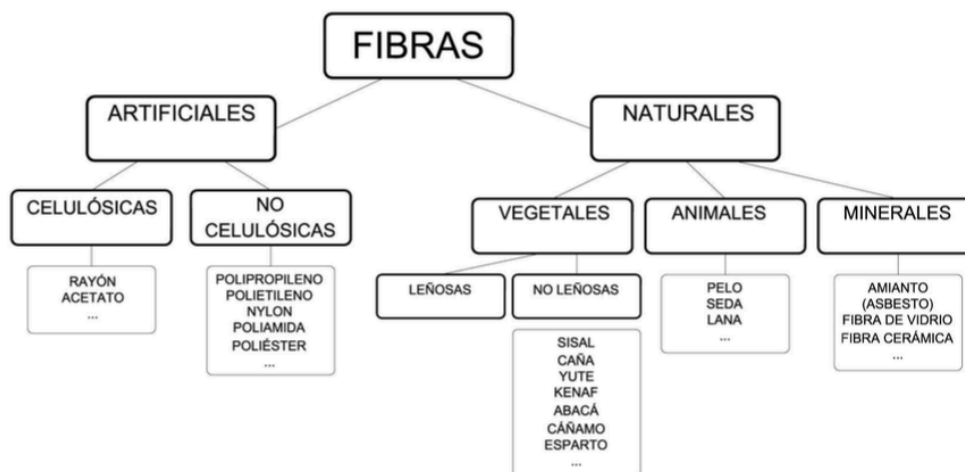 FIBRAS
ARTIFICIALES
NATURALES
CELULÓSICAS
NO
CELULÓSICAS
VEGETALES
ANIMALES
MINERALES
RAYÓN
ACETATO
...
POLIPROPILENO
POLIETILENO
NYLON
POLIAMIDA
POLIÉSTER
...
LEÑOSAS
NO LEÑOSAS
PELO
SEDA
LANA
...
AMIANTO
(ASBESTO)
FIBRA DE VIDRIO
FIBRA CERÁMICA
...
SISAL
CAÑA
YUTE
KENAF
ABACÁ
CÁÑAMO
ESPARTO
...